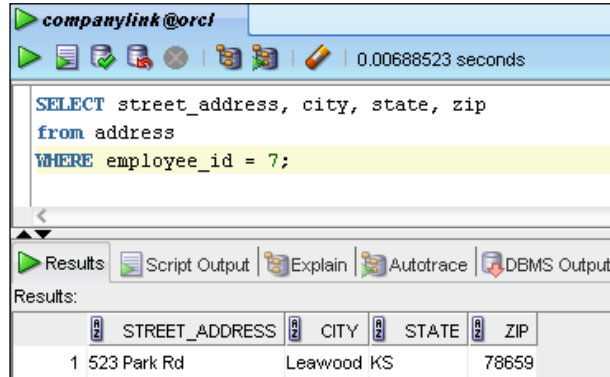 companylink@orcl
0.00688523 seconds
SELECT street_address, city, state, zip
from address
WHERE employee_id = 7;
Results Script Output Explain Autotrace DBMS Output
Results:
STREET_ADDRESS CITY STATE ZIP
1 523 Park Rd Leawood KS 78659